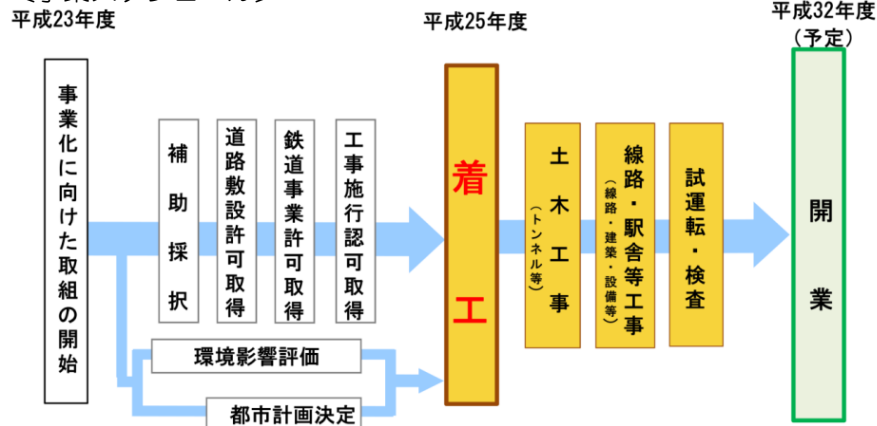 平成23年度
平成25年度
平成32年度
(予定)
事業化に向けた取組の開始
補助採択
道路敷設許可取得
鉄道事業許可取得
工事施行認可取得
環境影響評価
都市計画決定
着工
土木工事
(トンネル等)
線路・駅舎等工事
(線路・建築・設備等)
試運転・検査
開業